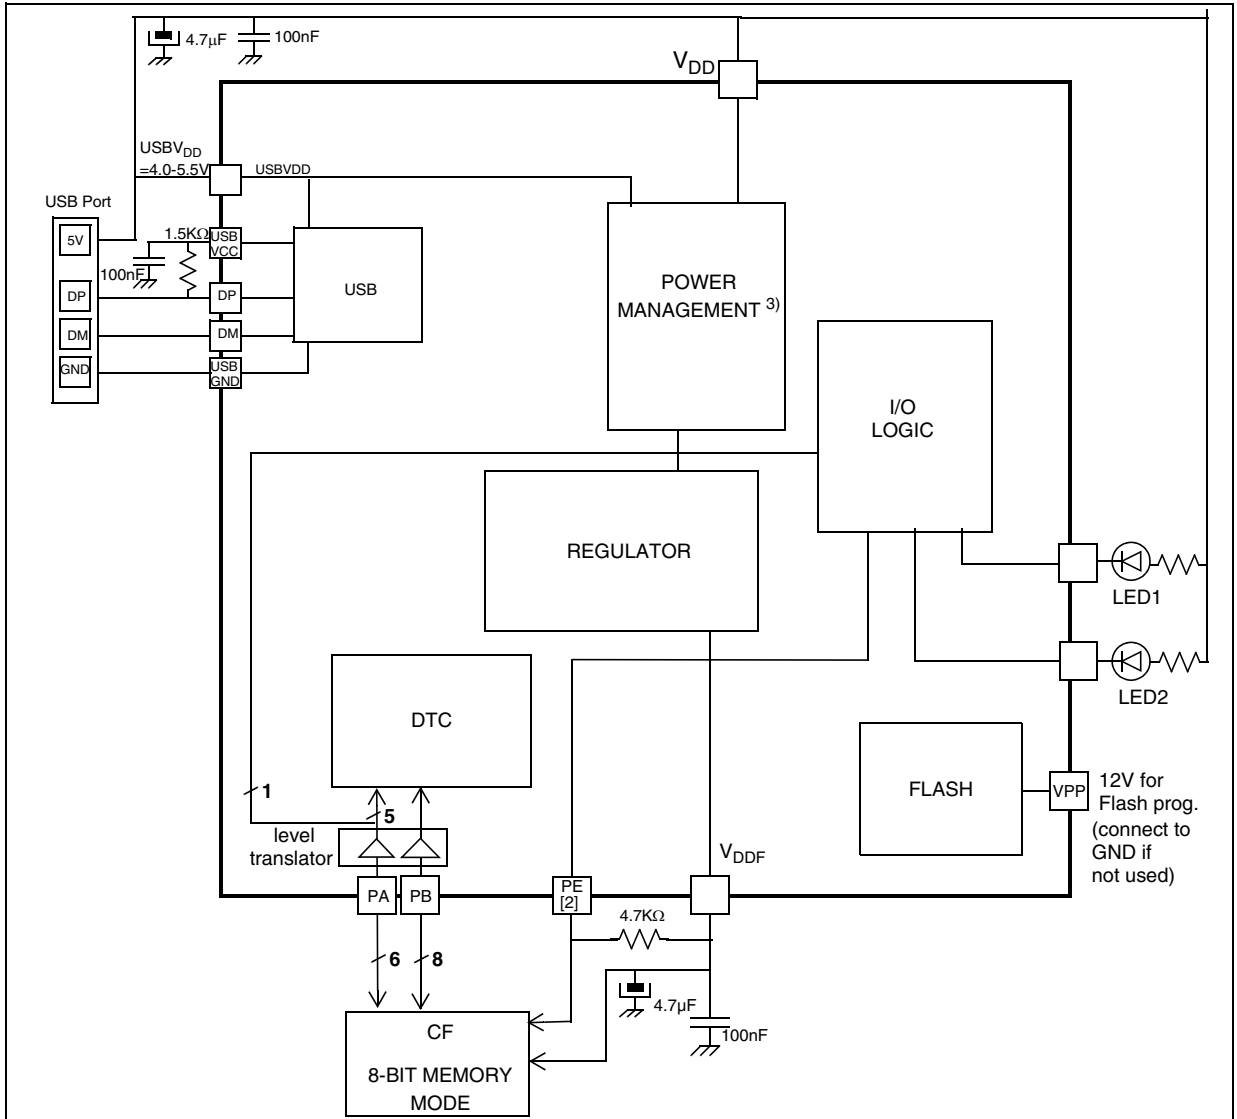 4.7μF
100nF
VDD
USBVDD
=4.0-5.5V
USBVDD
USB Port
5V
1.5KΩ
USB
VCC
100nF
DP
DP
DM
DM
GND
USB
GND
USB
POWER
MANAGEMENT 3)
I/O
LOGIC
REGULATOR
LED1
LED2
DTC
FLASH
VPP
12V for
Flash prog.
(connect to
GND if
not used)
1
5
level
translator
VDDF
PA
PB
PE
[2]
4.7KΩ
6
8
4.7μF
100nF
CF
8-BIT MEMORY
MODE